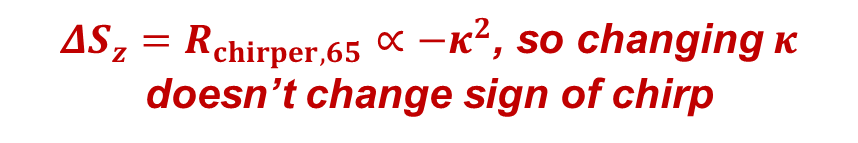 ΔS_z = R_chirper,65 ∝ −κ², so changing κ
doesn’t change sign of chirp